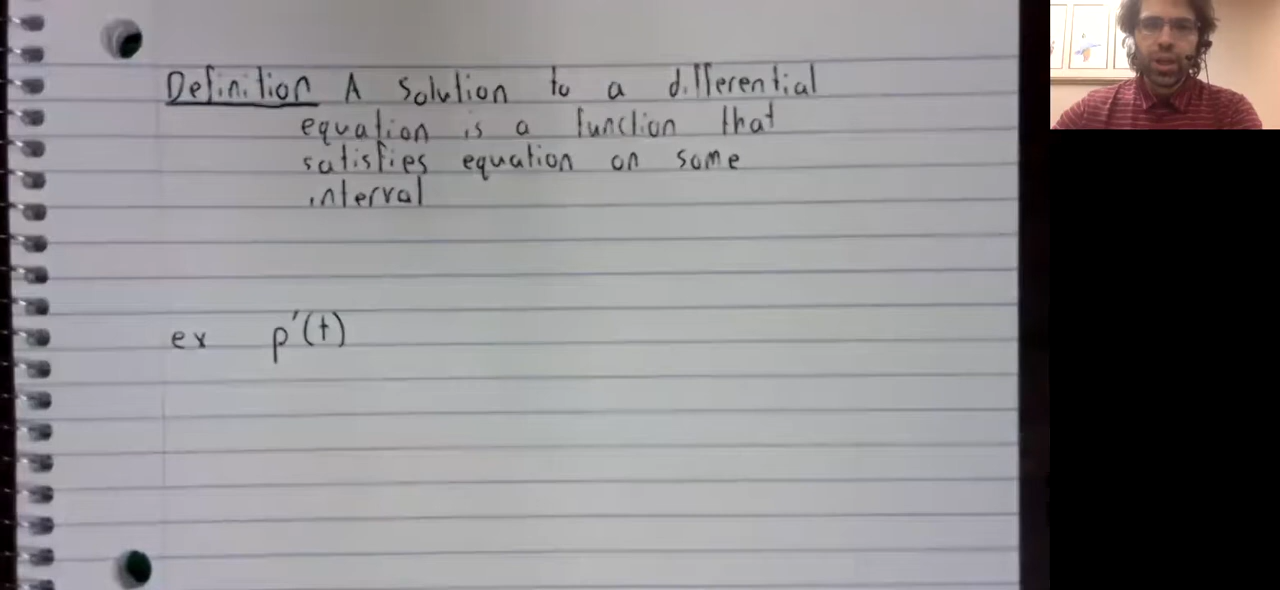 Definition A solution to a differential
equation is a function that
satisfies equation on some
interval
ex p'(t)